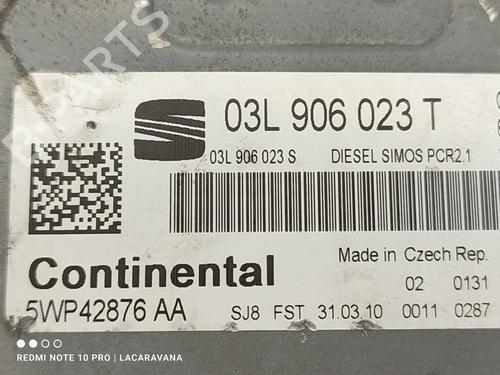 03L 906 023 T
03L 906 023 S DIESEL SIMOS PCR2.1
Continental
Made in Czech Rep.
02 0131
5WP42876 AA SJ8 FST 31.03.10 0011 0287
REDMI NOTE 10 PRO | LACARAVANA
B-PARTS